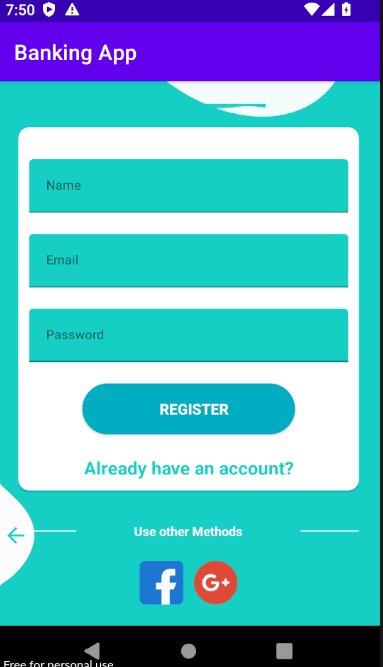 7:50
Banking App
Name
Email
Password
REGISTER
Already have an account?
Use other Methods
f G+
Free for personal use